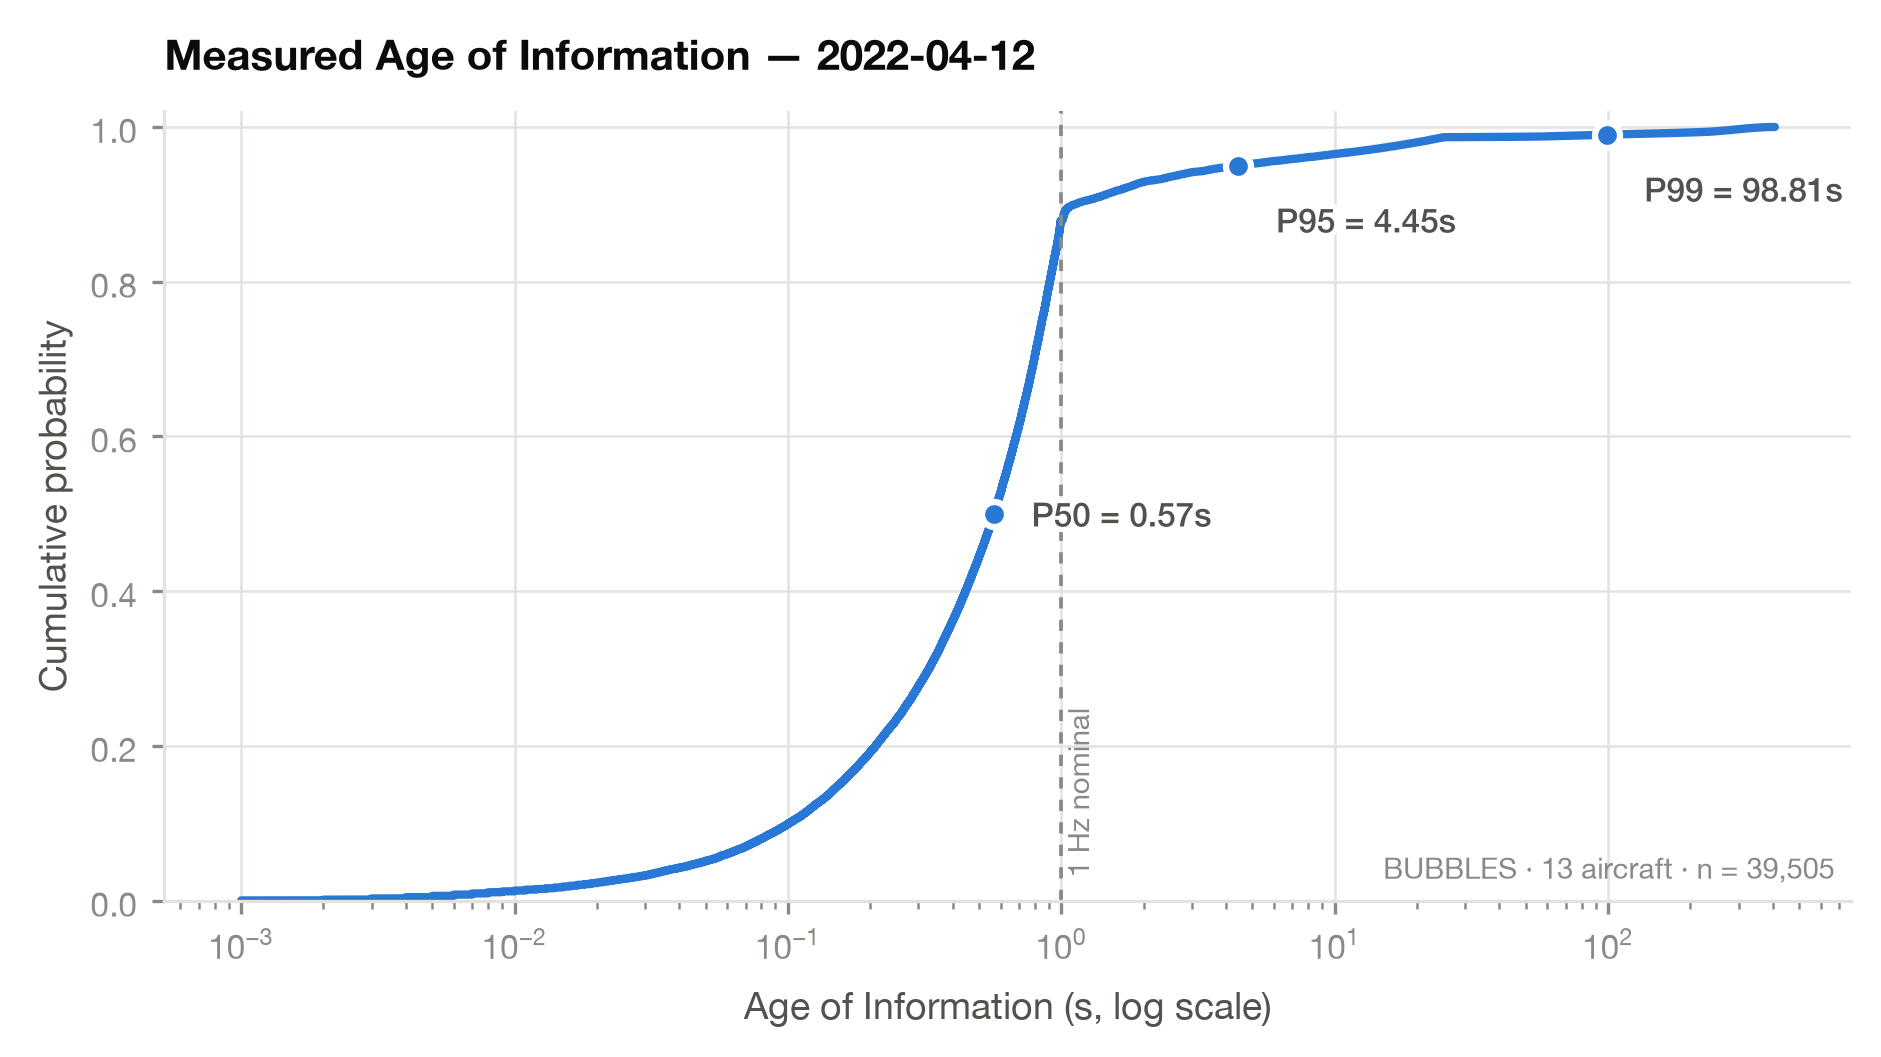 Measured Age of Information — 2022-04-12
Cumulative probability
1.0
0.8
0.6
0.4
0.2
0.0
P99 = 98.81s
P95 = 4.45s
P50 = 0.57s
1 Hz nominal
BUBBLES · 13 aircraft · n = 39,505
10⁻³ 10⁻² 10⁻¹ 10⁰ 10¹ 10²
Age of Information (s, log scale)